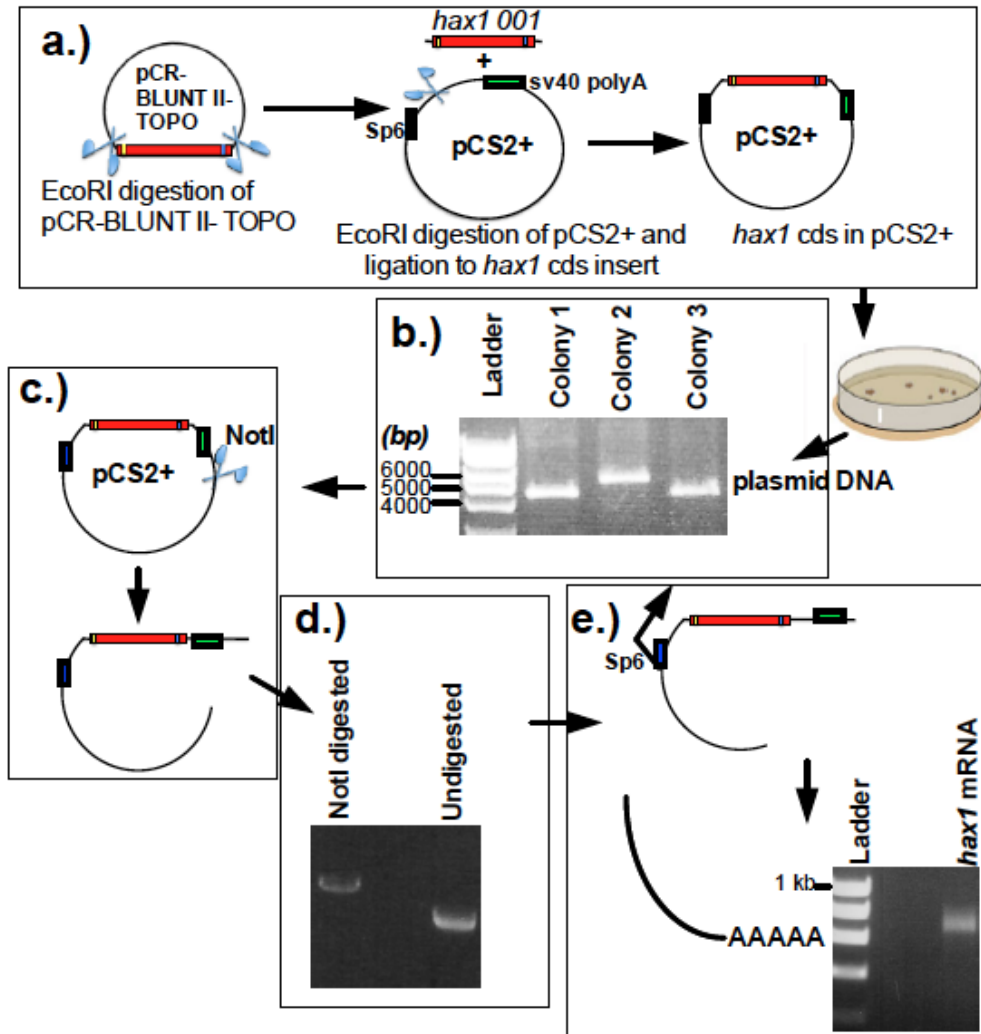 a.)
hax1 001
+
pCR-
BLUNT II-
TOPO
sv40 polyA
Sp6
pCS2+
pCS2+
EcoRI digestion of
pCR-BLUNT II- TOPO
EcoRI digestion of pCS2+ and
ligation to hax1 cds insert
hax1 cds in pCS2+
b.)
Ladder
Colony 1
Colony 2
Colony 3
(bp)
6000
5000
4000
plasmid DNA
c.)
NotI
pCS2+
d.)
NotI digested
Undigested
e.)
Sp6
AAAAA
Ladder
hax1 mRNA
1 kb